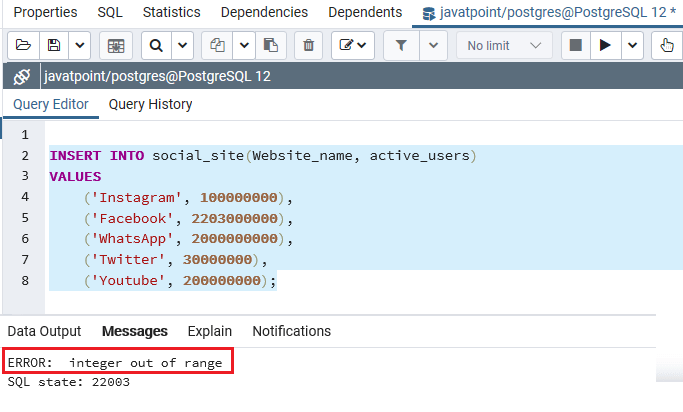 Properties SQL Statistics Dependencies Dependents javatpoint/postgres@PostgreSQL 12 *
No limit
javatpoint/postgres@PostgreSQL 12
Query Editor Query History
1
2 INSERT INTO social_site(Website_name, active_users)
3 VALUES
4 ('Instagram', 100000000),
5 ('Facebook', 2203000000),
6 ('WhatsApp', 2000000000),
7 ('Twitter', 30000000),
8 ('Youtube', 200000000);
Data Output Messages Explain Notifications
ERROR: integer out of range
SQL state: 22003